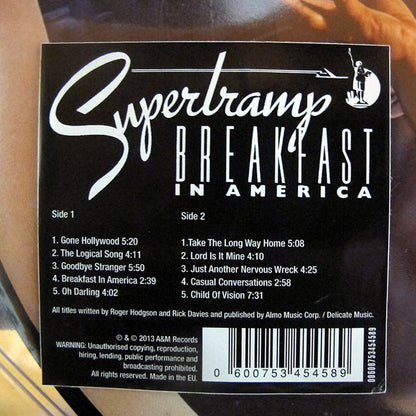 Supertramp
BREAKFAST
IN AMERICA
Side 1
1. Gone Hollywood 5:20
2. The Logical Song 4:11
3. Goodbye Stranger 5:50
4. Breakfast In America 2:39
5. Oh Darling 4:02
Side 2
1.Take The Long Way Home 5:08
2. Lord Is It Mine 4:10
3. Just Another Nervous Wreck 4:25
4. Casual Conversations 2:58
5. Child Of Vision 7:31
All titles written by Roger Hodgson and Rick Davies and published by Almo Music Corp. / Delicate Music.
℗ & © 2013 A&M Records
WARNING: Unauthorised copying, reproduction,
hiring, lending, public performance and
broadcasting prohibited.
All rights reserved. Made in the EU.
0 600753 454589
00600753454589